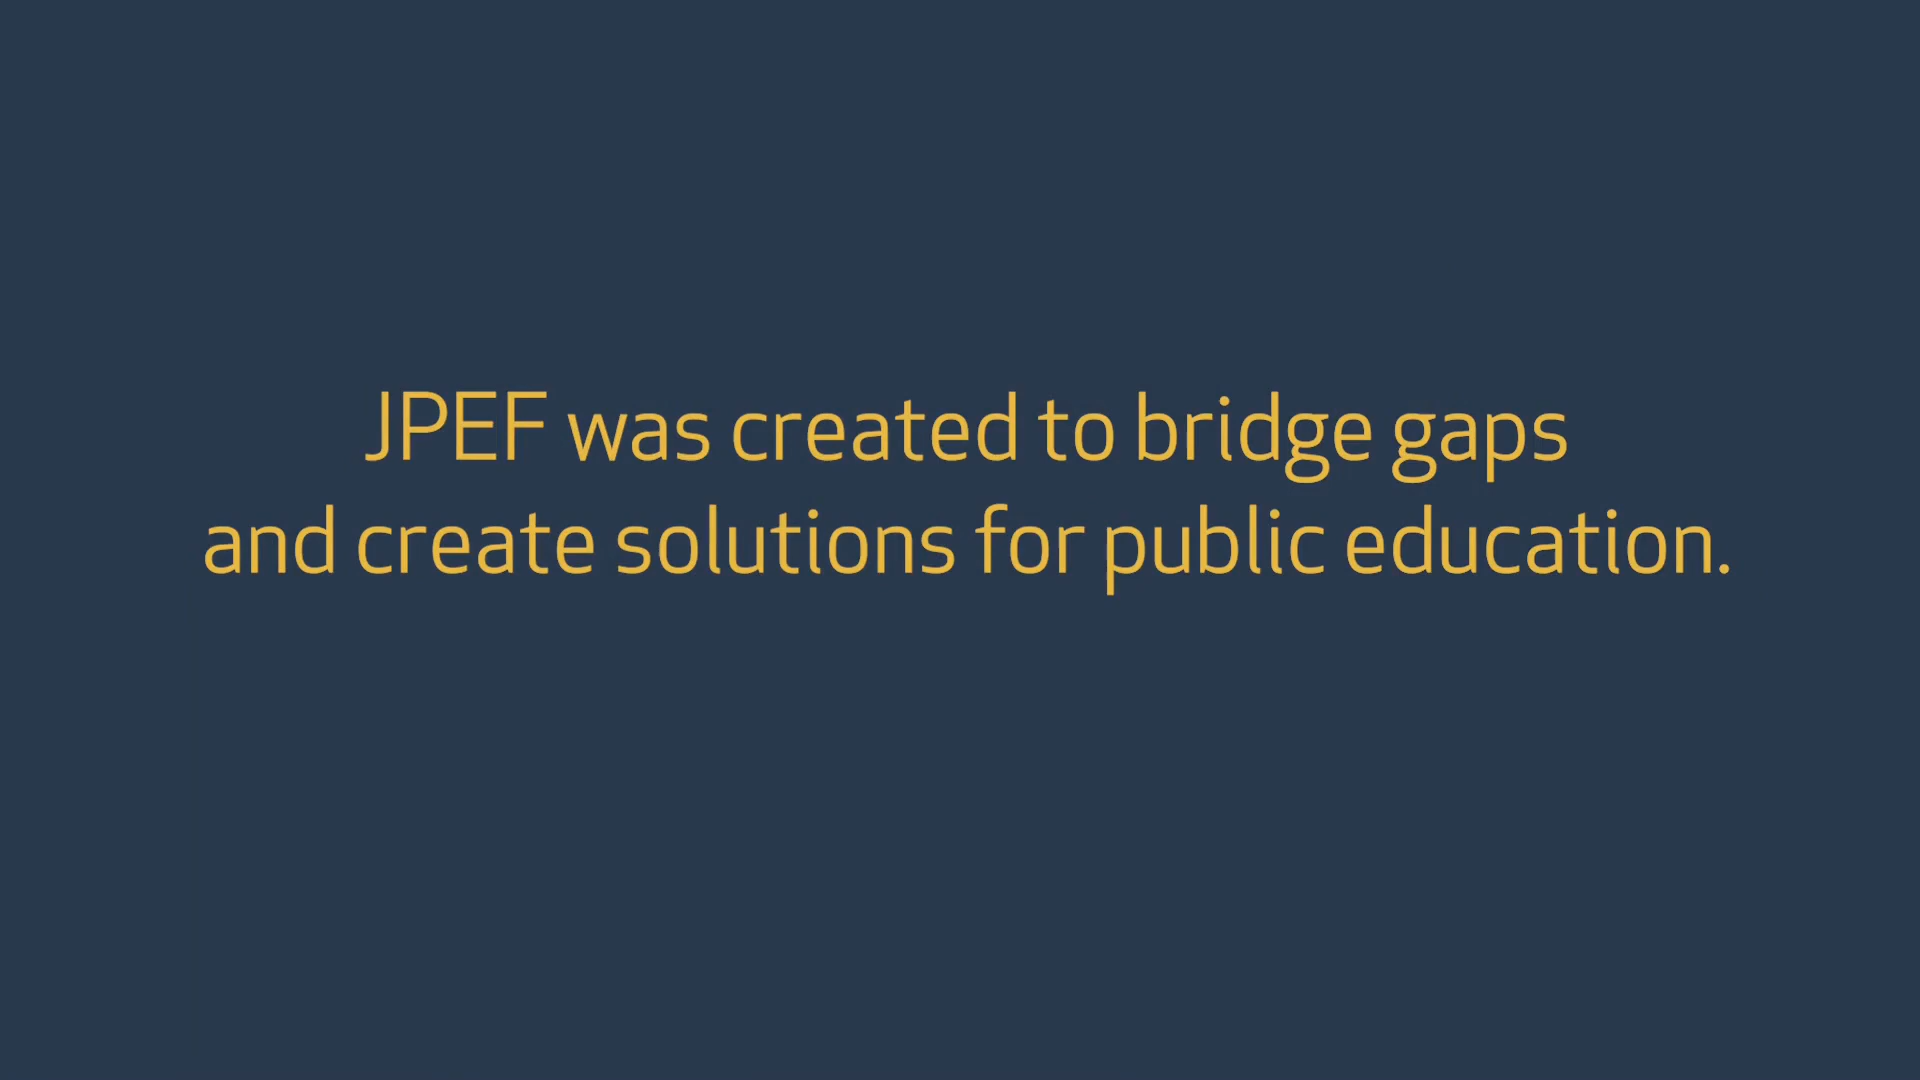 JPEF was created to bridge gaps
and create solutions for public education.